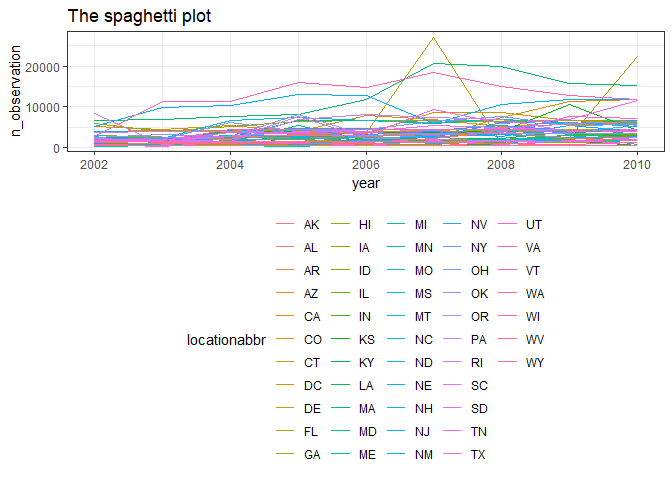 The spaghetti plot
n_observation
20000
10000
0
2002 2004 2006 2008 2010
year
locationabbr
AK HI MI NV UT
AL IA MN NY VA
AR ID MO OH VT
AZ IL MS OK WA
CA IN MT OR WI
CO KS NC PA WV
CT KY ND RI WY
DC LA NE SC
DE MA NH SD
FL MD NJ TN
GA ME NM TX